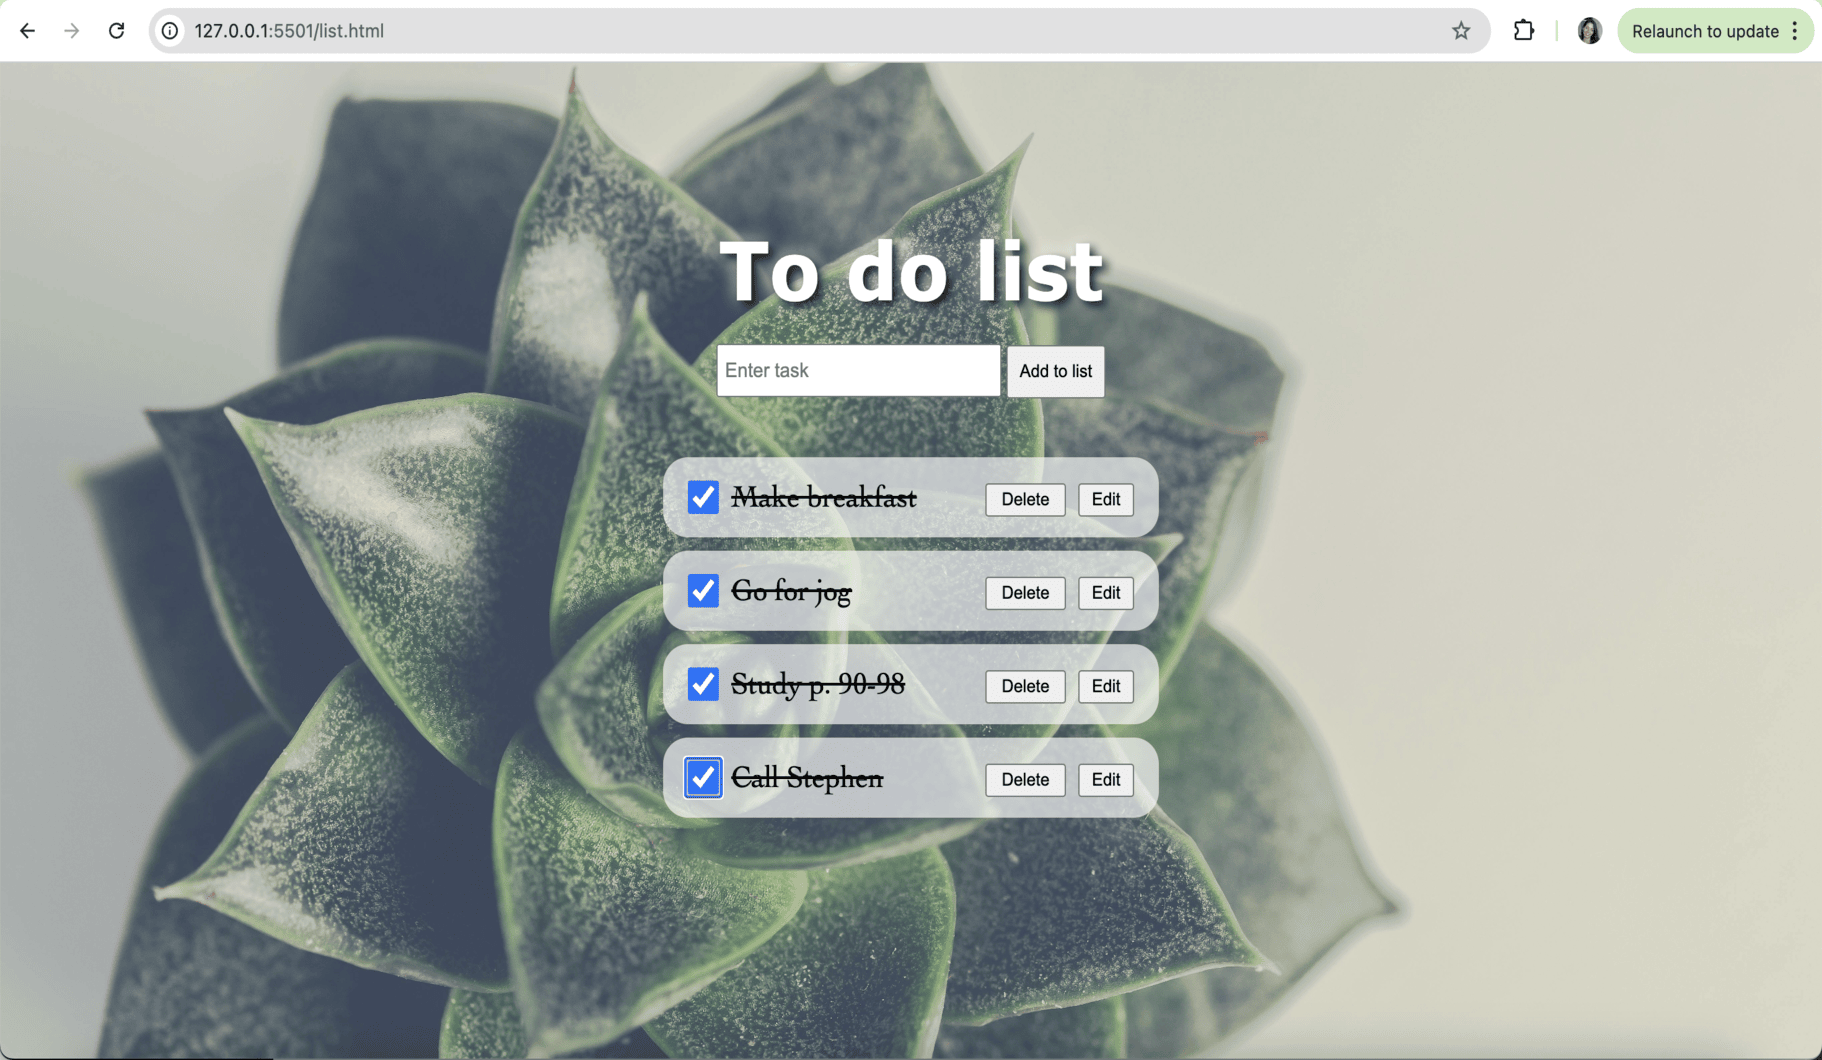 127.0.0.1:5501/list.html
Relaunch to update
To do list
Enter task
Add to list
Make breakfast
Delete
Edit
Go for jog
Delete
Edit
Study p. 90-98
Delete
Edit
Call Stephen
Delete
Edit